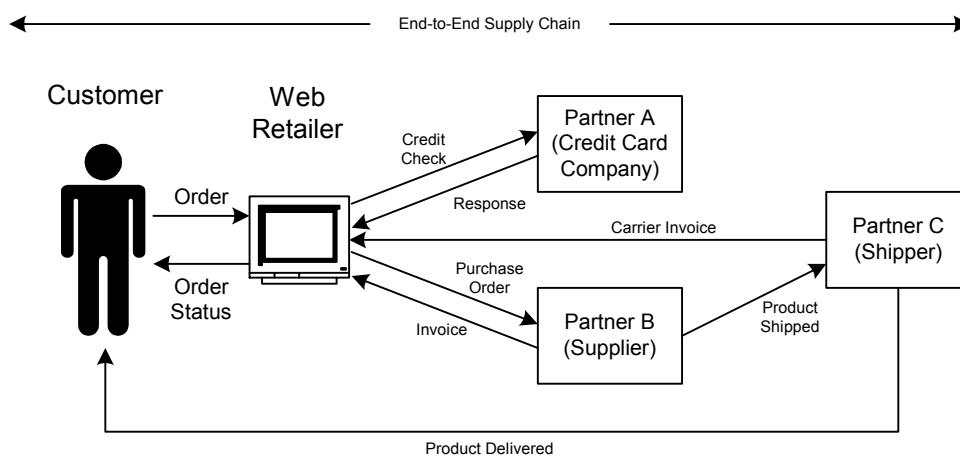 End-to-End Supply Chain
Customer
Web
Retailer
Partner A
(Credit Card
Company)
Credit
Check
Order
Response
Carrier Invoice
Partner C
(Shipper)
Order
Status
Purchase
Order
Invoice
Partner B
(Supplier)
Product
Shipped
Product Delivered